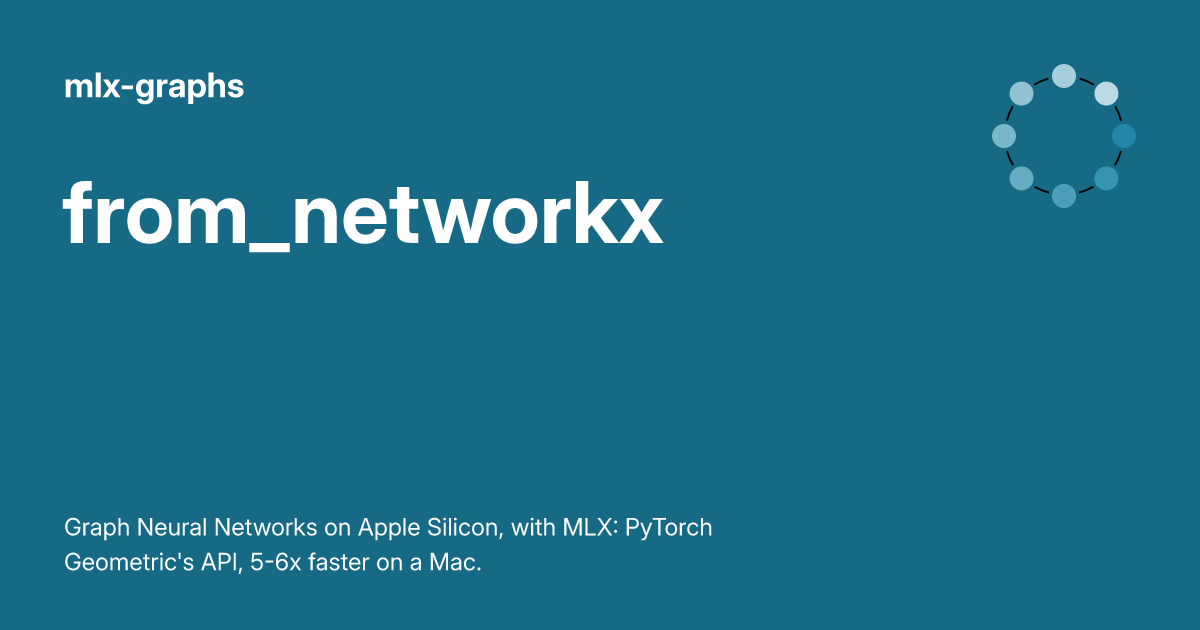 mlx-graphs
from_networkx
Graph Neural Networks on Apple Silicon, with MLX: PyTorch
Geometric's API, 5-6x faster on a Mac.